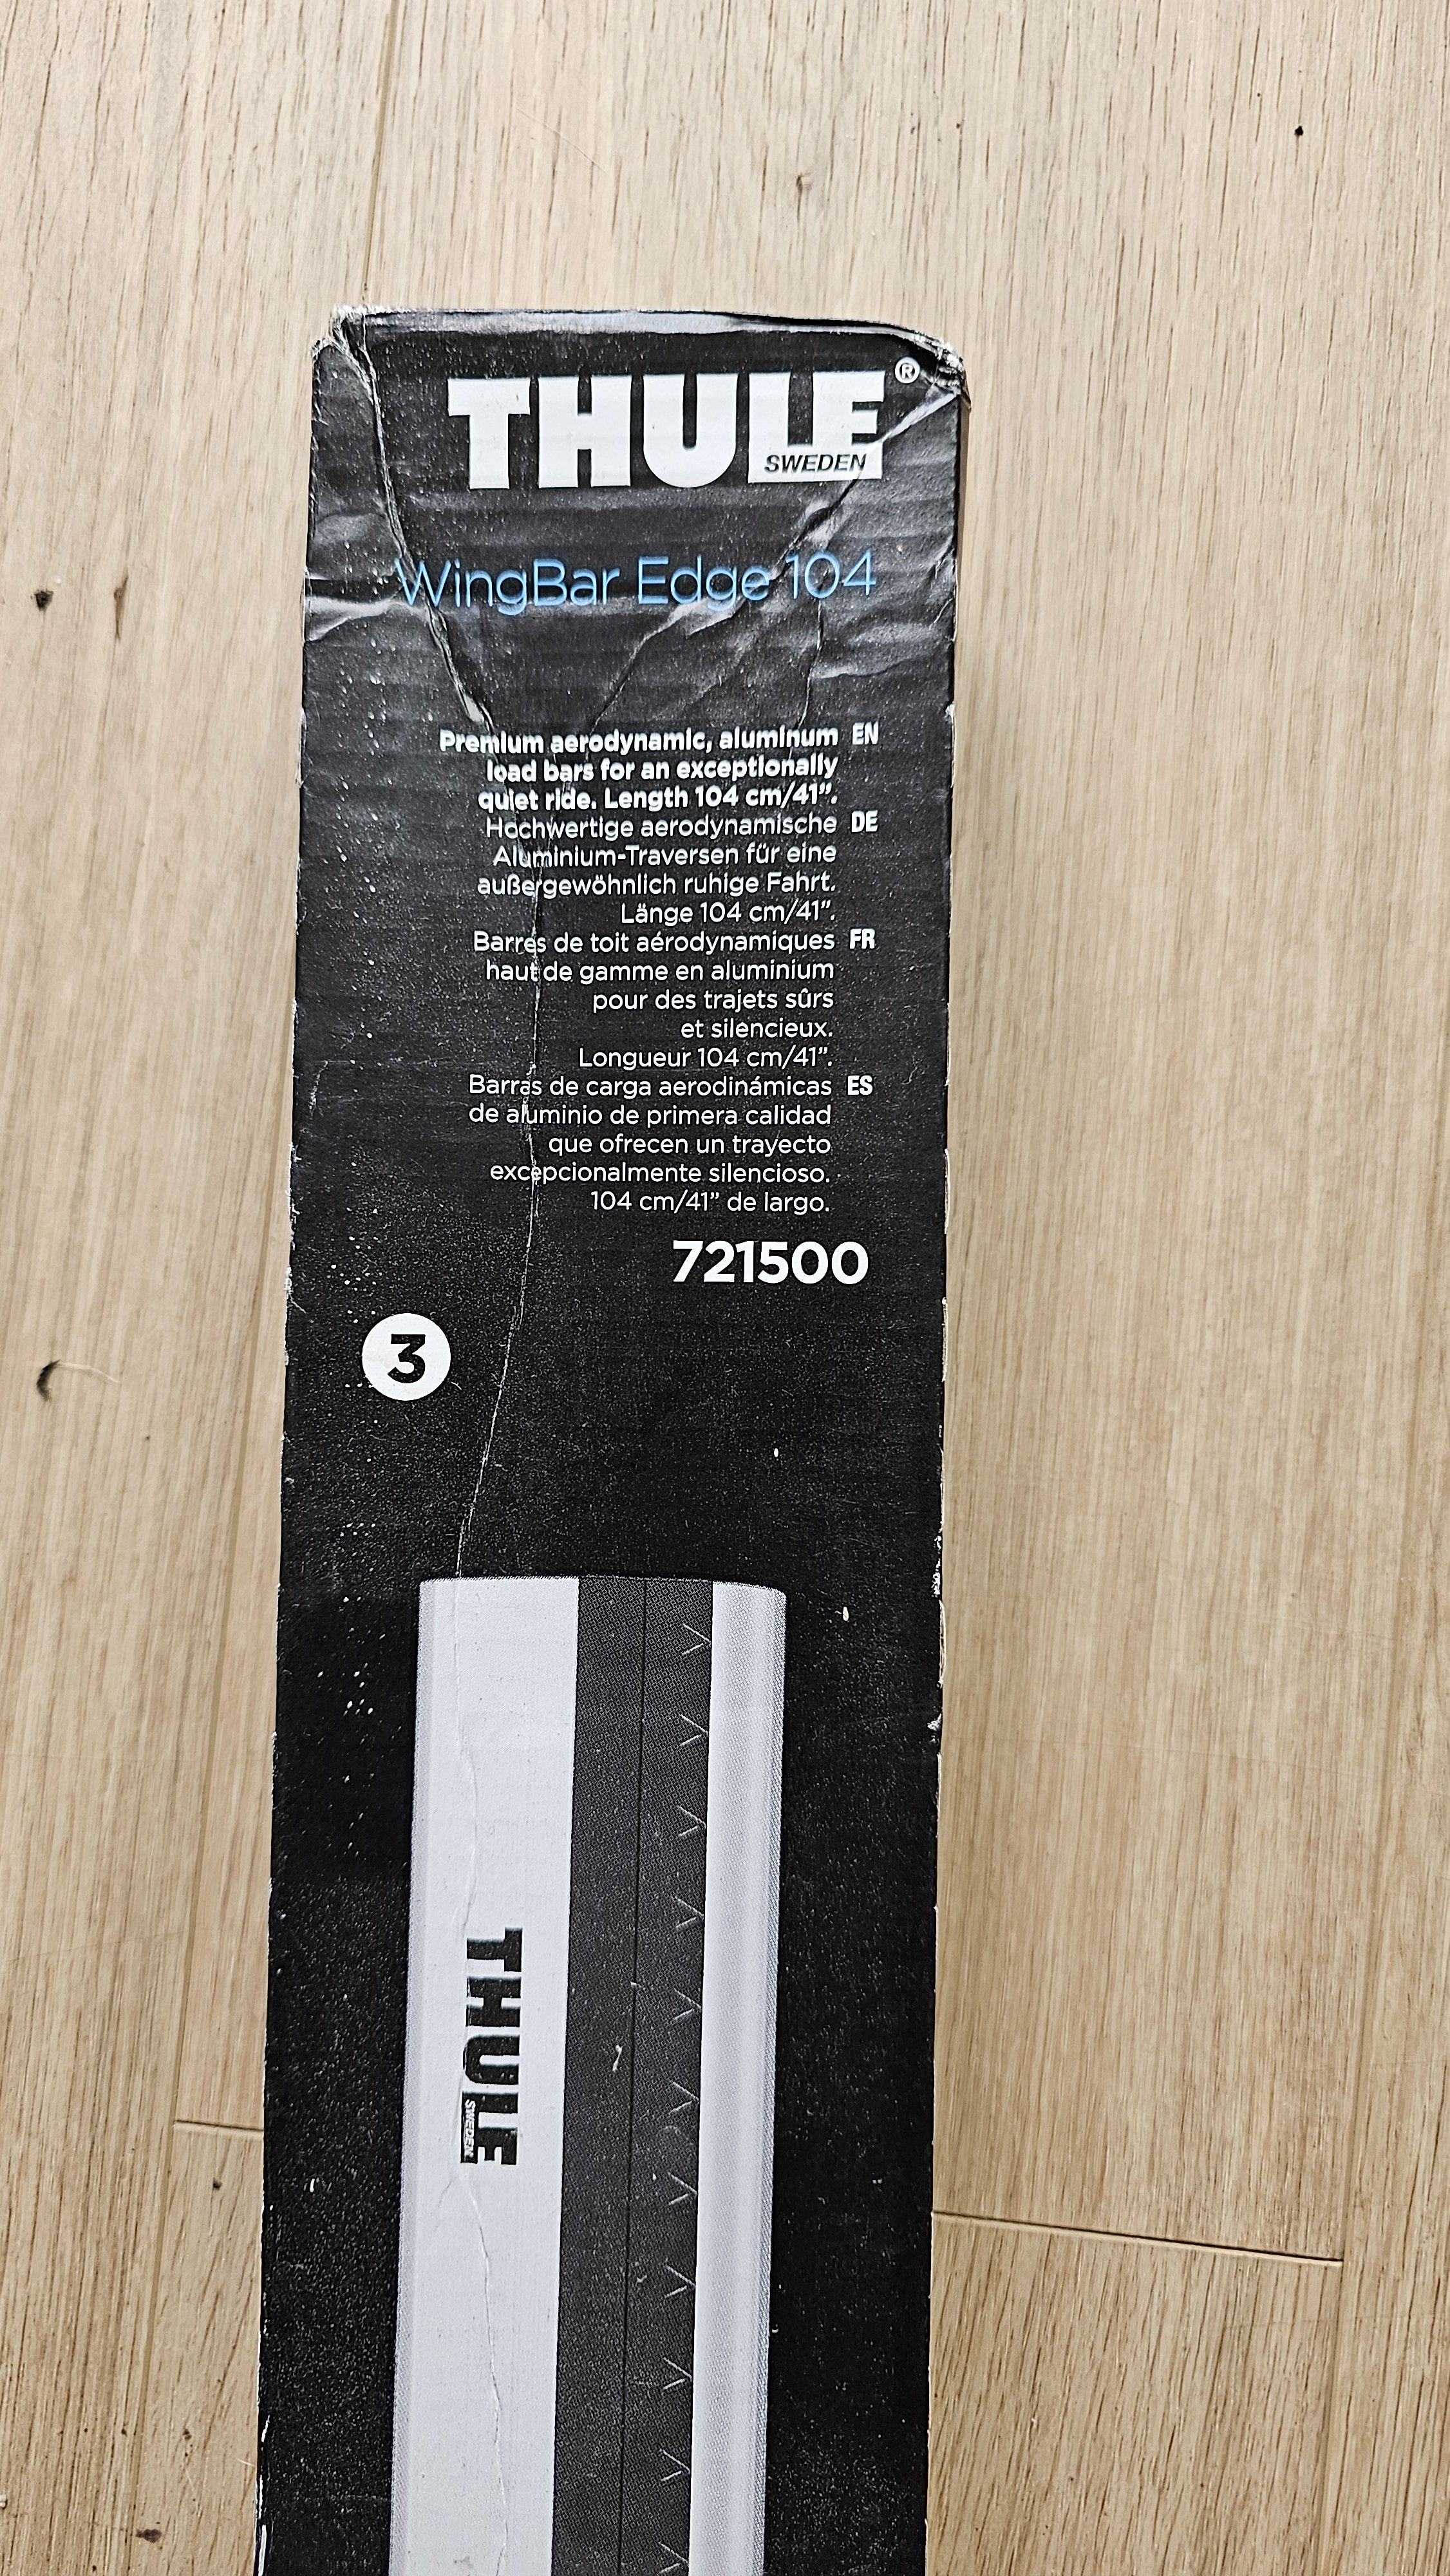 THULE®
SWEDEN
WingBar Edge 104
Premium aerodynamic, aluminum EN
load bars for an exceptionally
quiet ride. Length 104 cm/41”.
Hochwertige aerodynamische DE
Aluminium-Traversen für eine
außergewöhnlich ruhige Fahrt.
Länge 104 cm/41”.
Barres de toit aérodynamiques FR
haut de gamme en aluminium
pour des trajets sûrs
et silencieux.
Longueur 104 cm/41”.
Barras de carga aerodinámicas ES
de aluminio de primera calidad
que ofrecen un trayecto
excepcionalmente silencioso.
104 cm/41” de largo.
721500
3
THULE
SWEDEN